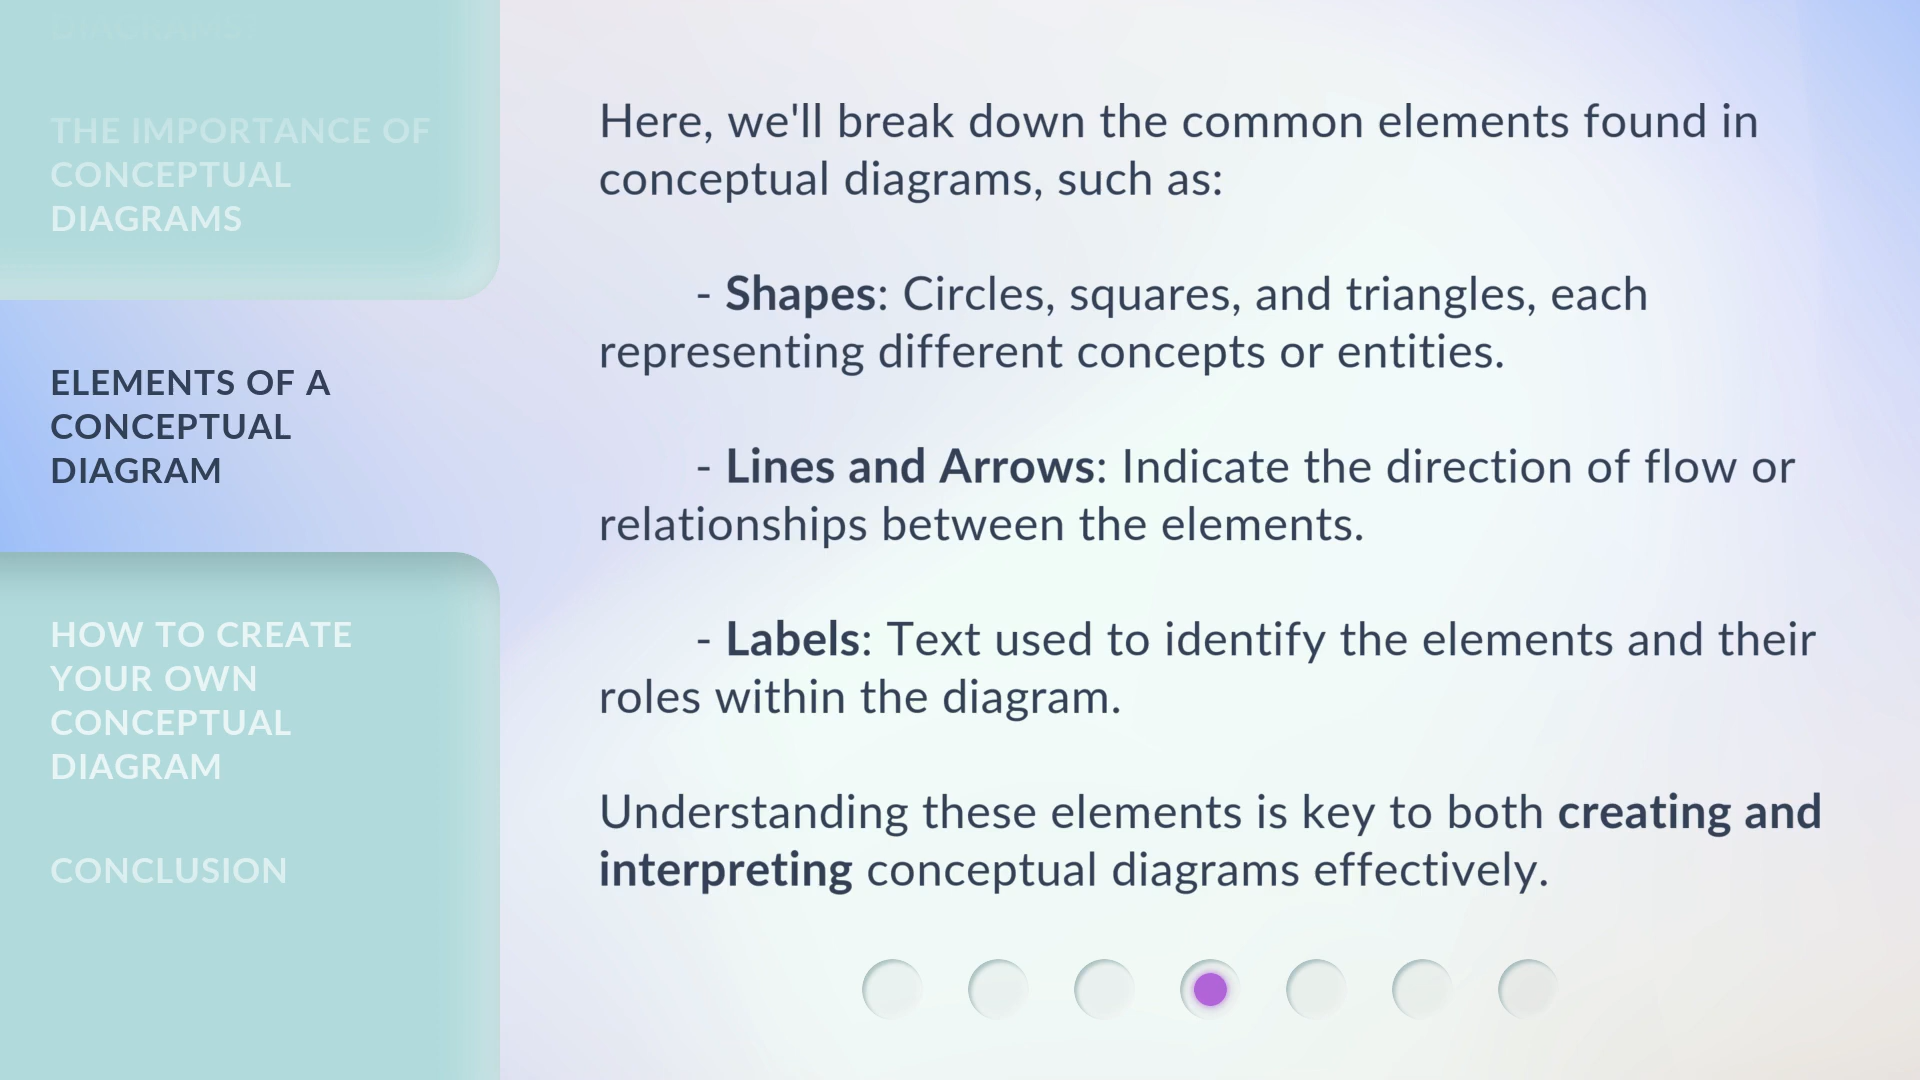 DIAGRAMS?
THE IMPORTANCE OF
CONCEPTUAL
DIAGRAMS
ELEMENTS OF A
CONCEPTUAL
DIAGRAM
HOW TO CREATE
YOUR OWN
CONCEPTUAL
DIAGRAM
CONCLUSION
Here, we'll break down the common elements found in
conceptual diagrams, such as:
- Shapes: Circles, squares, and triangles, each
representing different concepts or entities.
- Lines and Arrows: Indicate the direction of flow or
relationships between the elements.
- Labels: Text used to identify the elements and their
roles within the diagram.
Understanding these elements is key to both creating and
interpreting conceptual diagrams effectively.